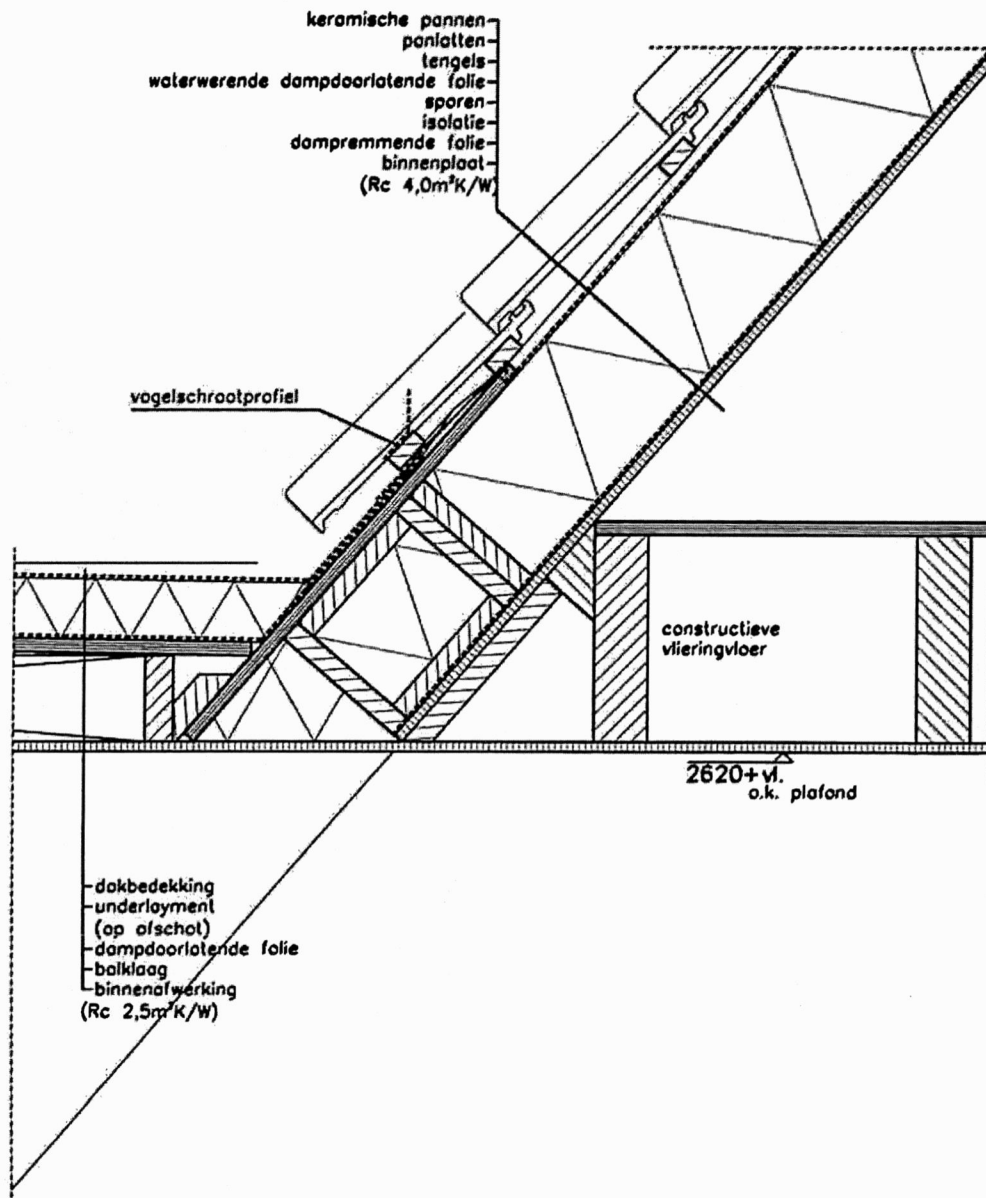 keramische pannen
panlatten
tengels
waterwerende dampdoorlatende folie
sporen
isolatie
dampremmende folie
binnenplaat
(Rc 4,0m²K/W)
vogelschrootprofiel
constructieve
vlieringvloer
2620+vl.
o.k. plafond
dakbedekking
underlayment
(op afschot)
dampdoorlatende folie
balklaag
binnenafwerking
(Rc 2,5m²K/W)